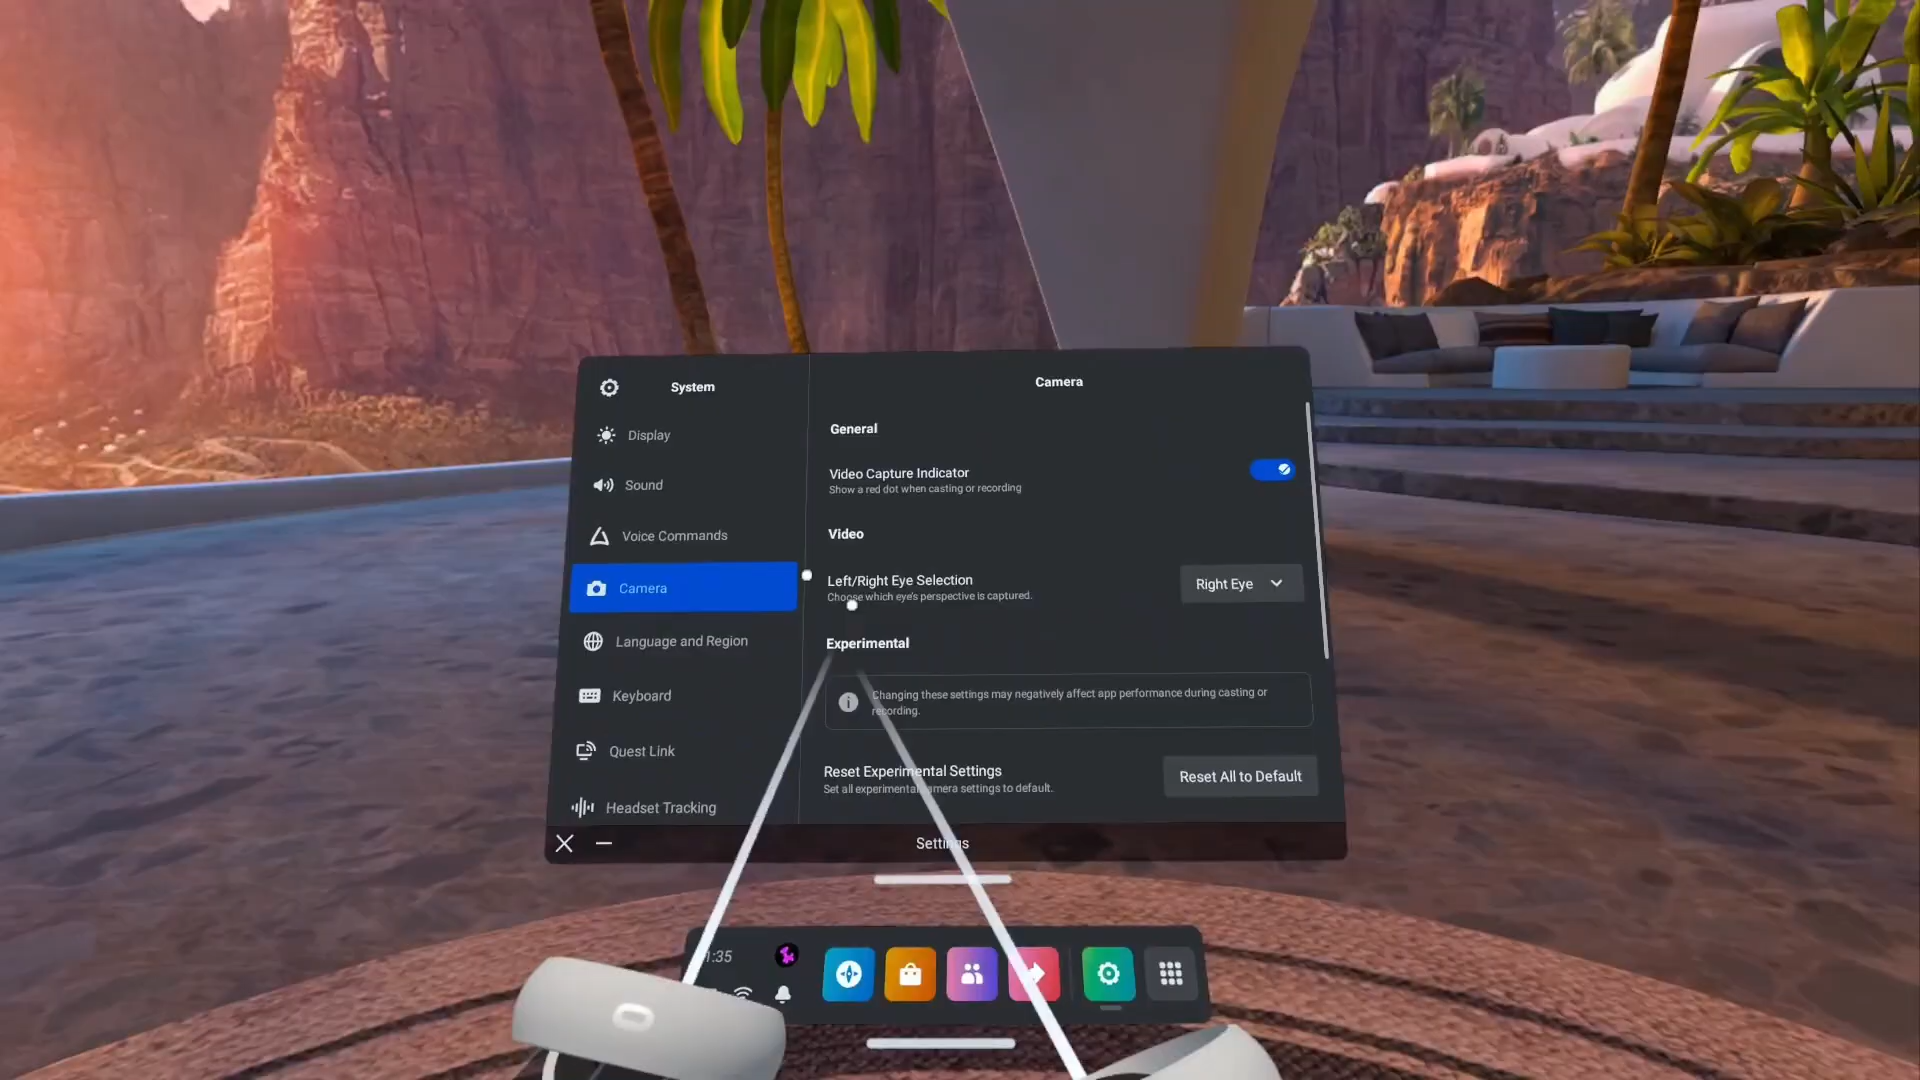 System
Display
Sound
Voice Commands
Camera
Language and Region
Keyboard
Quest Link
Headset Tracking
Camera
General
Video Capture Indicator
Show a red dot when casting or recording
Video
Left/Right Eye Selection
Choose which eye's perspective is captured.
Right Eye
Experimental
Changing these settings may negatively affect app performance during casting or
recording.
Reset Experimental Settings
Set all experimental camera settings to default.
Reset All to Default
Settings
:35